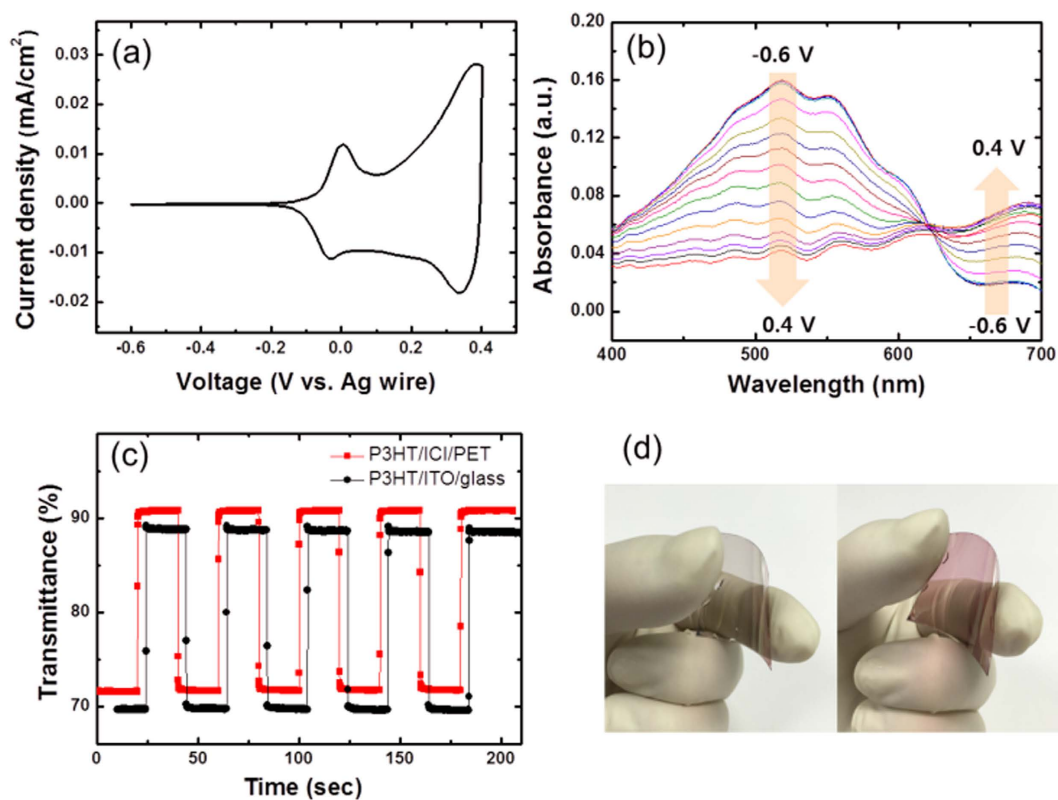 (a)
Current density (mA/cm²)
0.03
0.02
0.01
0.00
-0.01
-0.02
-0.6
-0.4
-0.2
0.0
0.2
0.4
Voltage (V vs. Ag wire)
(b)
Absorbance (a.u.)
0.16
0.12
0.08
0.04
0.00
-0.6 V
0.4 V
0.4 V
-0.6 V
400
500
600
700
Wavelength (nm)
(c)
P3HT/ICI/PET
P3HT/ITO/glass
Transmittance (%)
90
80
70
0
50
100
150
200
Time (sec)
(d)